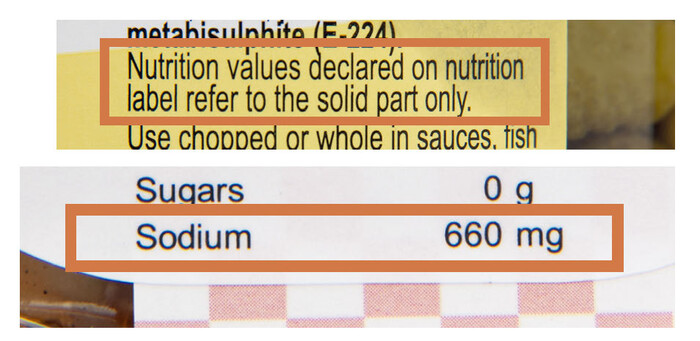 metabisulphite (E-224).
Nutrition values declared on nutrition
label refer to the solid part only.
Use chopped or whole in sauces, fish
Sugars 0 g
Sodium 660 mg